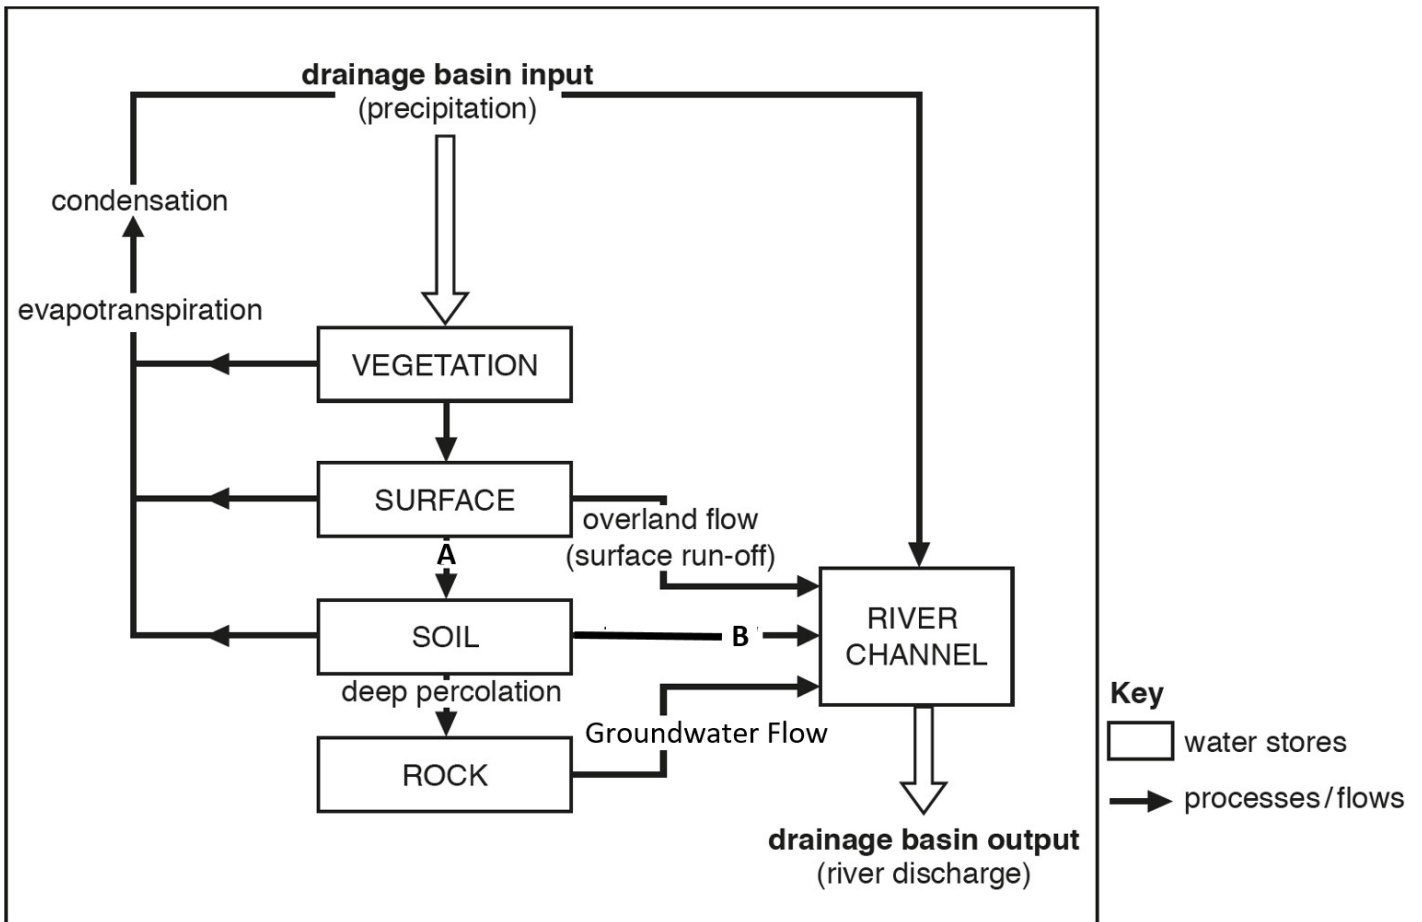 drainage basin input
(precipitation)
condensation
evapotranspiration
VEGETATION
SURFACE
overland flow
(surface run-off)
A
SOIL
B
RIVER
CHANNEL
deep percolation
Groundwater Flow
ROCK
drainage basin output
(river discharge)
Key
water stores
processes/flows